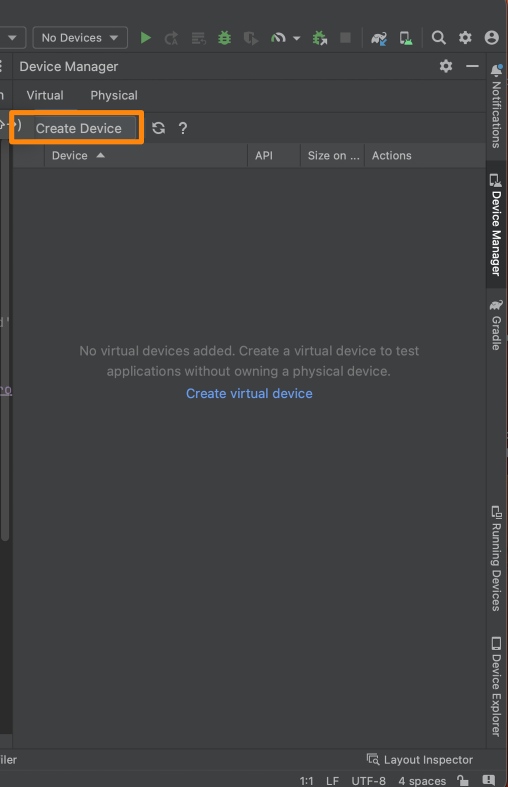 No Devices
Device Manager
Virtual Physical
Create Device ?
Device API Size on ... Actions
No virtual devices added. Create a virtual device to test
applications without owning a physical device.
Create virtual device
Notifications
Device Manager
Gradle
Running Devices
Device Explorer
iler
Layout Inspector
1:1 LF UTF-8 4 spaces